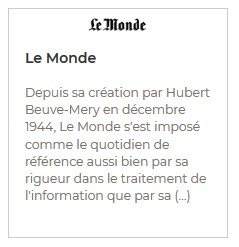 Le Monde
Le Monde
Depuis sa création par Hubert
Beuve-Mery en décembre
1944, Le Monde s'est imposé
comme le quotidien de
référence aussi bien par sa
rigueur dans le traitement de
l'information que par sa (...)